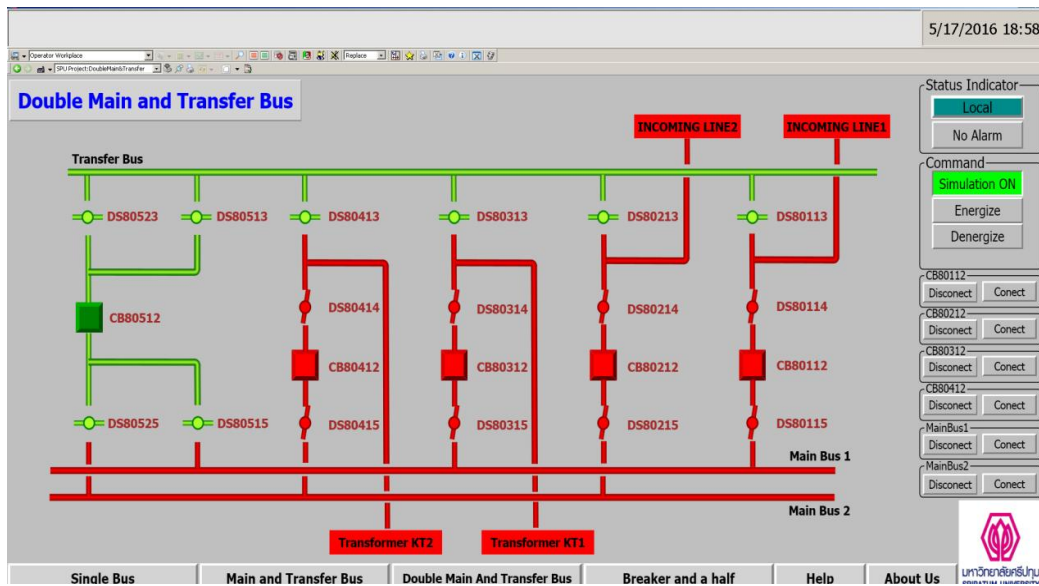 5/17/2016 18:58
Operator Workplace
Replace
SPU Project:DoubleMain&Transfer
Double Main and Transfer Bus
Status Indicator
Local
No Alarm
INCOMING LINE2 INCOMING LINE1
Transfer Bus
Command
Simulation ON
Energize
Denergize
DS80523 DS80513 DS80413 DS80313 DS80213 DS80113
CB80112
Disconect Conect
DS80414 DS80314 DS80214 DS80114
CB80512
CB80212
Disconect Conect
CB80412 CB80312 CB80212 CB80112
CB80312
Disconect Conect
CB80412
Disconect Conect
DS80525 DS80515 DS80415 DS80315 DS80215 DS80115
MainBus1
Disconect Conect
Main Bus 1
MainBus2
Disconect Conect
Main Bus 2
Transformer KT2 Transformer KT1
Single Bus Main and Transfer Bus Double Main And Transfer Bus Breaker and a half Help About Us
มหาวิทยาลัยศรีปทุม
SRIPATUM UNIVERSITY